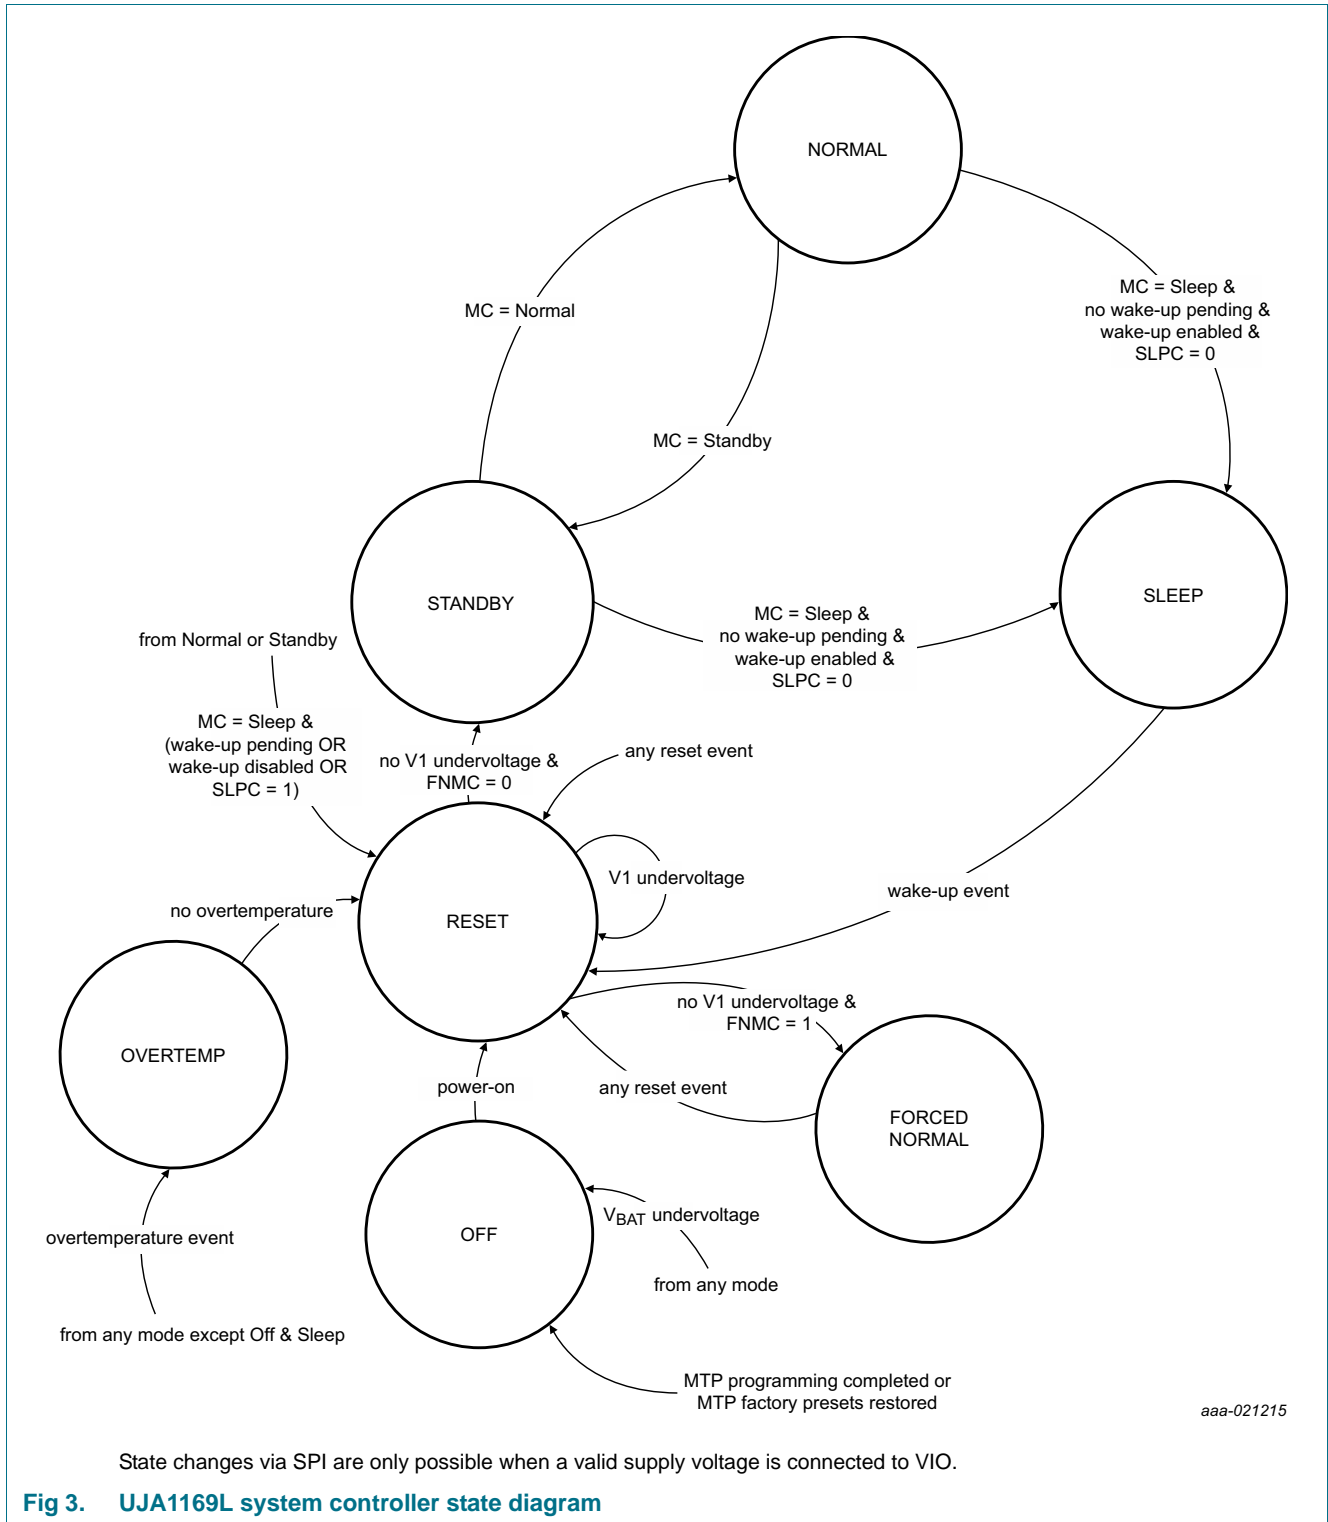 NORMAL
MC = Sleep &
no wake-up pending &
wake-up enabled &
SLPC = 0
MC = Normal
MC = Standby
STANDBY
SLEEP
MC = Sleep &
no wake-up pending &
wake-up enabled &
SLPC = 0
from Normal or Standby
MC = Sleep &
(wake-up pending OR
wake-up disabled OR
SLPC = 1)
no V1 undervoltage &
FNMC = 0
any reset event
V1 undervoltage
wake-up event
no overtemperature
RESET
no V1 undervoltage &
FNMC = 1
OVERTEMP
power-on
any reset event
FORCED
NORMAL
VBAT undervoltage
OFF
overtemperature event
from any mode
from any mode except Off & Sleep
MTP programming completed or
MTP factory presets restored
aaa-021215
State changes via SPI are only possible when a valid supply voltage is connected to VIO.
Fig 3. UJA1169L system controller state diagram